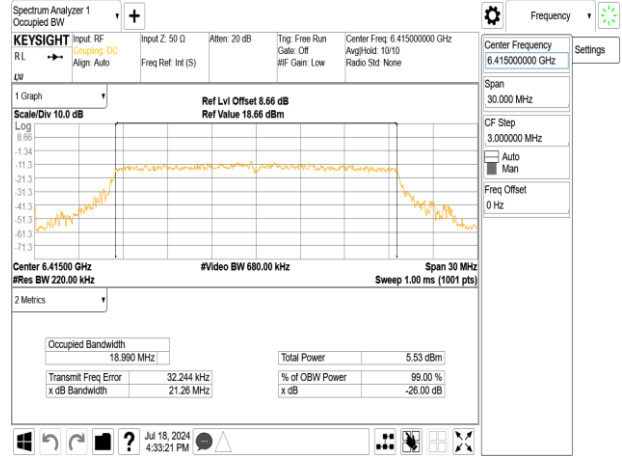 Spectrum Analyzer 1
Occupied BW
KEYSIGHT
RL
Input: RF
Coupling: DC
Align: Auto
Input Z: 50 Ω
Freq Ref: Int (S)
Atten: 20 dB
Trig: Free Run
Gate: Off
#IF Gain: Low
Center Freq: 6.415000000 GHz
Avg|Hold: 10/10
Radio Std: None
1 Graph
Scale/Div 10.0 dB
Ref Lvl Offset 8.66 dB
Ref Value 18.66 dBm
Log
8.66
-1.34
-11.3
-21.3
-31.3
-41.3
-51.3
-61.3
-71.3
Center 6.41500 GHz
#Video BW 680.00 kHz
Span 30 MHz
#Res BW 220.00 kHz
Sweep 1.00 ms (1001 pts)
2 Metrics
Occupied Bandwidth
18.990 MHz
Total Power 5.53 dBm
Transmit Freq Error 32.244 kHz
% of OBW Power 99.00 %
x dB Bandwidth 21.26 MHz
x dB -26.00 dB
Jul 18, 2024
4:33:21 PM
Frequency
Settings
Center Frequency
6.415000000 GHz
Span
30.000 MHz
CF Step
3.000000 MHz
Auto
Man
Freq Offset
0 Hz